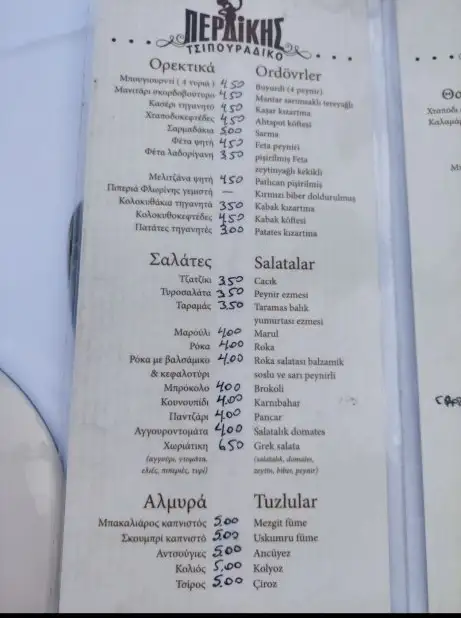 ΠΕΡΔΙΚΗΣ
ΤΣΙΠΟΥΡΑΔΙΚΟ
Ορεκτικά Ordövrler
Μπουγιουρντί ( 4 τυριά ) 4,50 Buyurdi (4 peynir)
Μανιτάρι σκορδοβούτυρο 4,50 Mantar sarımsaklı tereyağlı
Κασέρι τηγανητό 4,50 Kaşar kızartma
Χταποδοκεφτέδες 4,50 Ahtapot köftesi
Σαρμαδάκια 5,00 Sarma
Φέτα ψητή 4,50 Feta peyniri
Φέτα λαδορίγανη 3,50 pişirilmiş Feta
zeytinyağlı kekikli
Μελιτζάνα ψητή 4,50 Patlıcan pişirilmiş
Πιπεριά Φλωρίνης γεμιστή — Kırmızı biber doldurulmuş
Κολοκυθάκια τηγανητά 3,50 Kabak kızartma
Κολοκυθοκεφτέδες 4,50 Kabak köftesi
Πατάτες τηγανητές 3,00 Patates kızartma
Σαλάτες Salatalar
Τζατζίκι 3,50 Cacık
Τυροσαλάτα 3,50 Peynir ezmesi
Ταραμάς 3,50 Taramas balık
yumurtası ezmesi
Μαρούλι 4,00 Marul
Ρόκα 4,00 Roka
Ρόκα με βαλσάμικο 4,00 Roka salatası balzamik
& κεφαλοτύρι soslu ve sarı peynirli
Μπρόκολο 4,00 Brokoli
Κουνουπίδι 4,00 Karnıbahar
Παντζάρι 4,00 Pancar
Αγγουροντομάτα 4,00 Salatalık domates
Χωριάτικη 6,50 Grek salata
(αγγούρι, ντομάτα, (salatalık, domates,
ελιές, πιπεριές, τυρί) zeytin, biber, peynir)
Αλμυρά Tuzlular
Μπακαλιάρος καπνιστός 5,00 Mezgit füme
Σκουμπρί καπνιστό 5,00 Uskumru füme
Αντσούγιες 5,00 Ançüyez
Κολιός 5,00 Kolyoz
Τσίρος 5,00 Çiroz